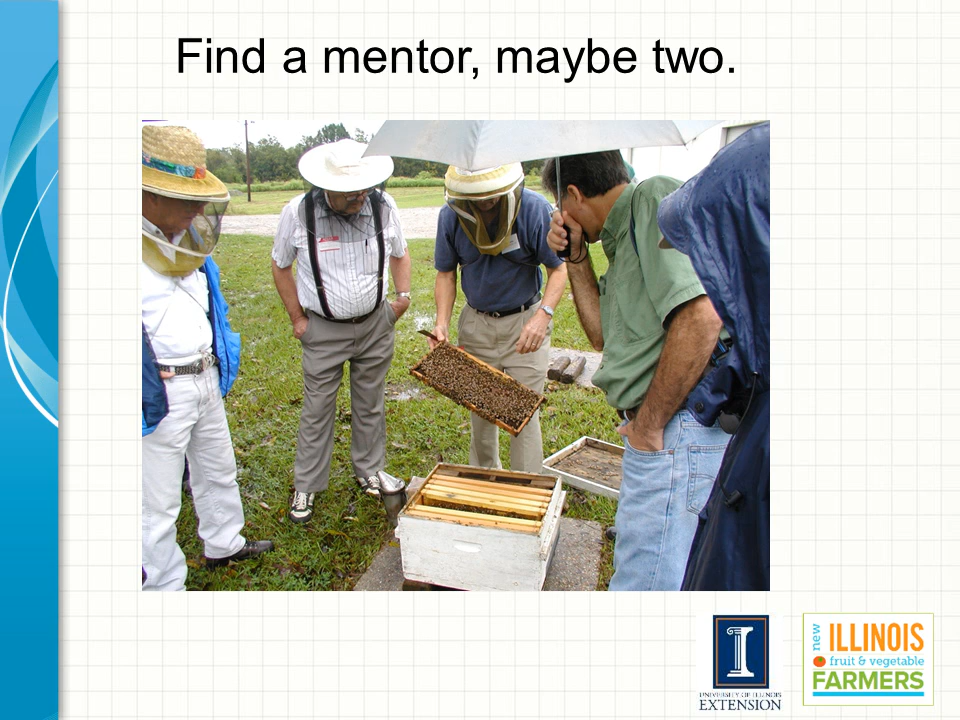 Find a mentor, maybe two.
I
UNIVERSITY OF ILLINOIS
EXTENSION
new
ILLINOIS
fruit & vegetable
FARMERS